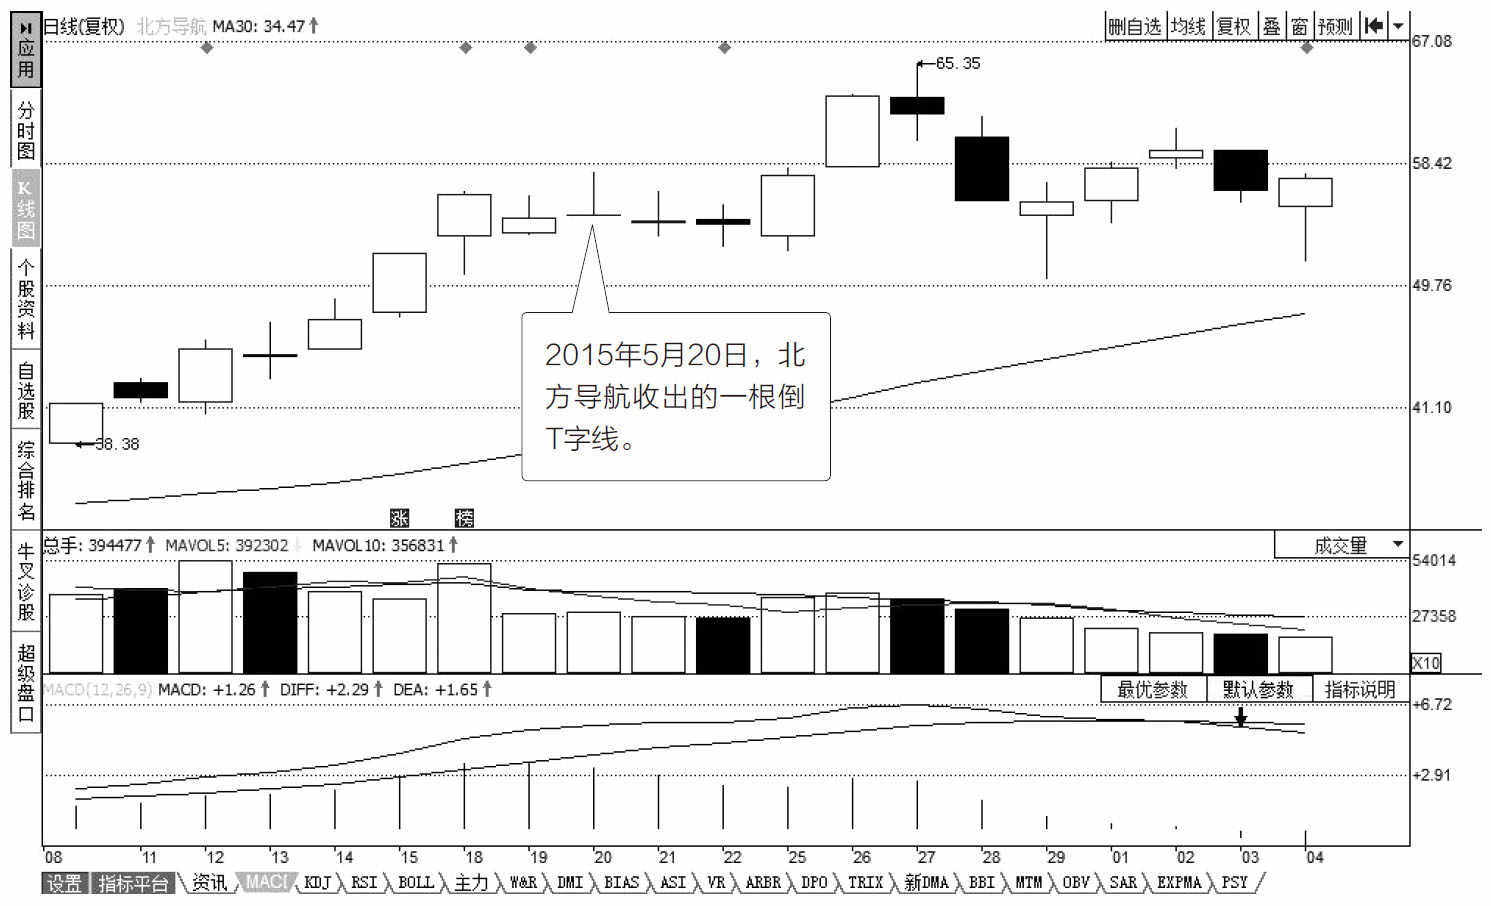 日线(复权) 北方导航 MA30: 34.47↑
删自选 均线 复权 叠 窗 预测
应用
分时图
K线图
个股资料
自选股
综合排名
牛叉诊股
超级盘口
67.08
65.35
58.42
49.76
41.10
38.38
2015年5月20日，北
方导航收出的一根倒
T字线。
涨 榜
总手: 394477↑ MAVOL5: 392302↓ MAVOL10: 356831↑
成交量
54014
27358
X10
MACD(12,26,9) MACD: +1.26↑ DIFF: +2.29↑ DEA: +1.65↑
最优参数 默认参数 指标说明
+6.72
+2.91
08 11 12 13 14 15 18 19 20 21 22 25 26 27 28 29 01 02 03 04
设置 指标平台 资讯 MACD KDJ RSI BOLL 主力 W&R DMI BIAS ASI VR ARBR DPO TRIX 新DMA BBI MTM OBV SAR EXPMA PSY